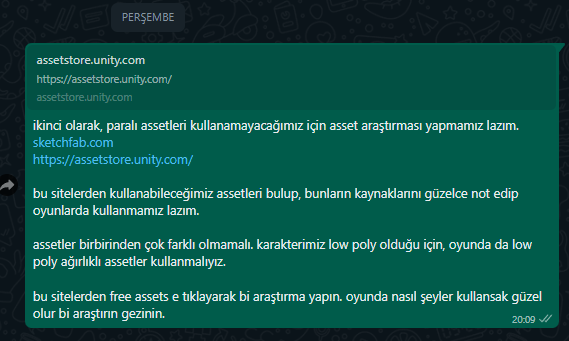 PERŞEMBE
assetstore.unity.com
https://assetstore.unity.com/
assetstore.unity.com
ikinci olarak, paralı assetleri kullanamayacağımız için asset araştırması yapmamız lazım.
sketchfab.com
https://assetstore.unity.com/
bu sitelerden kullanabileceğimiz assetleri bulup, bunların kaynaklarını güzelce not edip
oyunlarda kullanmamız lazım.
assetler birbirinden çok farklı olmamalı. karakterimiz low poly olduğu için, oyunda da low
poly ağırlıklı assetler kullanmalıyız.
bu sitelerden free assets e tıklayarak bi araştırma yapın. oyunda nasıl şeyler kullansak güzel
olur bi araştırın gezinin.
20:09